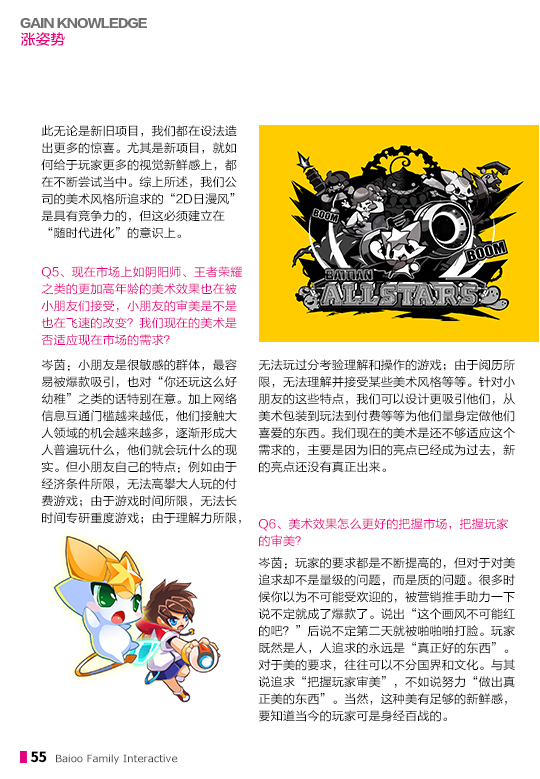 GAIN KNOWLEDGE
涨姿势
此无论是新旧项目，我们都在设法造
出更多的惊喜。尤其是新项目，就如
何给于玩家更多的视觉新鲜感上，都
在不断尝试当中。综上所述，我们公
司的美术风格所追求的“2D日漫风”
是具有竞争力的，但这必须建立在
“随时代进化”的意识上。
Q5、现在市场上如阴阳师、王者荣耀
之类的更加高年龄的美术效果也在被
小朋友们接受，小朋友的审美是不是
也在飞速的改变？我们现在的美术是
否适应现在市场的需求？
岑茵：小朋友是很敏感的群体，最容
易被爆款吸引，也对“你还玩这么好
幼稚”之类的话特别在意。加上网络
信息互通门槛越来越低，他们接触大
人领域的机会越来越多，逐渐形成大
人普遍玩什么，他们就会玩什么的现
实。但小朋友自己的特点；例如由于
经济条件所限，无法高攀大人玩的付
费游戏；由于游戏时间所限，无法长
时间专研重度游戏；由于理解力所限，
BOOM
BOOM
BAITIAN
ALLSTARS
无法玩过分考验理解和操作的游戏；由于阅历所
限，无法理解并接受某些美术风格等等。针对小
朋友的这些特点，我们可以设计更吸引他们，从
美术包装到玩法到付费等等为他们量身定做他们
喜爱的东西。我们现在的美术是还不够适应这个
需求的，主要是因为旧的亮点已经成为过去，新
的亮点还没有真正出来。
Q6、美术效果怎么更好的把握市场，把握玩家
的审美？
岑茵：玩家的要求都是不断提高的，但对于对美
追求却不是量级的问题，而是质的问题。很多时
候你以为不可能受欢迎的，被营销推手助力一下
说不定就成了爆款了。说出“这个画风不可能红
的吧？”后说不定第二天就被啪啪啪打脸。玩家
既然是人，人追求的永远是“真正好的东西”。
对于美的要求，往往可以不分国界和文化。与其
说追求“把握玩家审美”，不如说努力“做出真
正美的东西”。当然，这种美有足够的新鲜感，
要知道当今的玩家可是身经百战的。
55 Baioo Family Interactive